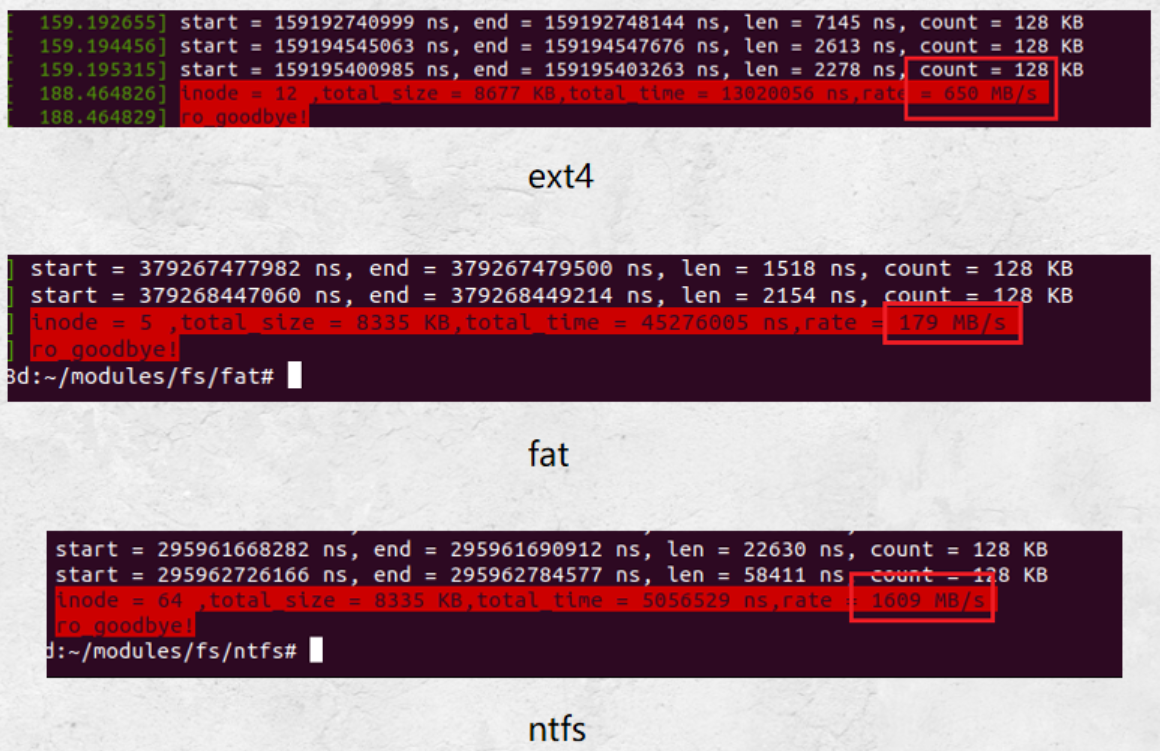 [ 159.192655] start = 159192740999 ns, end = 159192748144 ns, len = 7145 ns, count = 128 KB
[ 159.194456] start = 159194545063 ns, end = 159194547676 ns, len = 2613 ns, count = 128 KB
[ 159.195315] start = 159195400985 ns, end = 159195403263 ns, len = 2278 ns, count = 128 KB
[ 188.464826] inode = 12 ,total_size = 8677 KB,total_time = 13020056 ns,rate = 650 MB/s
[ 188.464829] ro_goodbye!
ext4
] start = 379267477982 ns, end = 379267479500 ns, len = 1518 ns, count = 128 KB
] start = 379268447060 ns, end = 379268449214 ns, len = 2154 ns, count = 128 KB
] inode = 5 ,total_size = 8335 KB,total_time = 45276005 ns,rate = 179 MB/s
] ro_goodbye!
3d:~/modules/fs/fat#
fat
start = 295961668282 ns, end = 295961690912 ns, len = 22630 ns, count = 128 KB
start = 295962726166 ns, end = 295962784577 ns, len = 58411 ns, count = 128 KB
inode = 64 ,total_size = 8335 KB,total_time = 5056529 ns,rate = 1609 MB/s
ro_goodbye!
d:~/modules/fs/ntfs#
ntfs